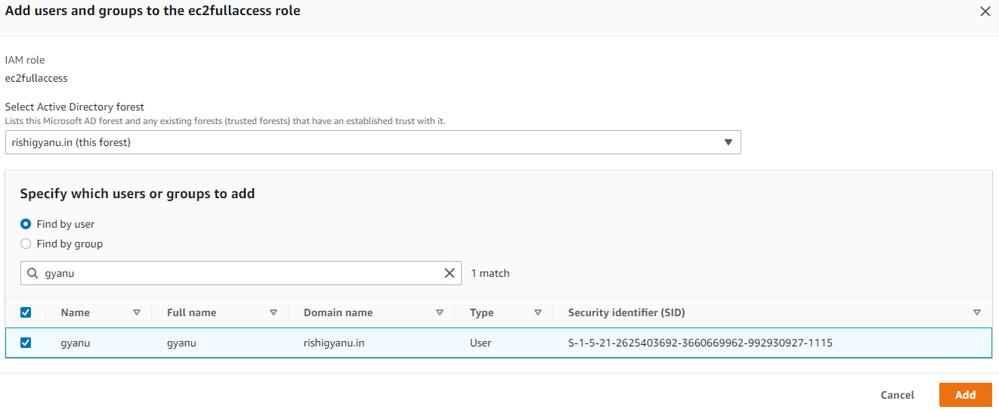 Add users and groups to the ec2fullaccess role
IAM role
ec2fullaccess
Select Active Directory forest
Lists this Microsoft AD forest and any existing forests (trusted forests) that have an established trust with it.
rishigyanu.in (this forest)
Specify which users or groups to add
Find by user
Find by group
gyanu 1 match
Name Full name Domain name Type Security identifier (SID)
gyanu gyanu rishigyanu.in User S-1-5-21-2625403692-3660669962-992930927-1115
Cancel Add